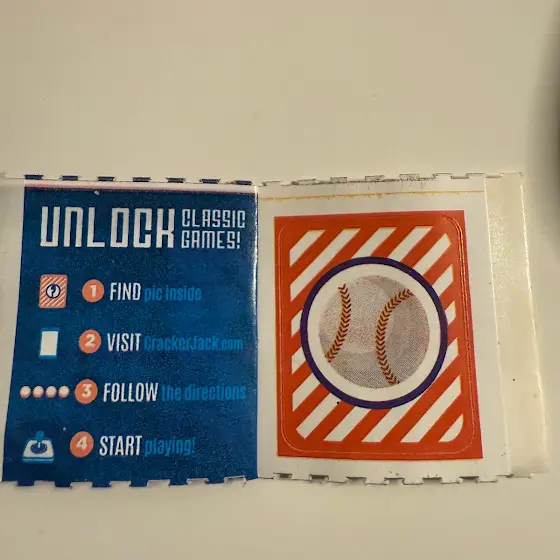 UNLOCK CLASSIC GAMES!
1 FIND pic inside
2 VISIT CrackerJack.com
3 FOLLOW the directions
4 START playing!